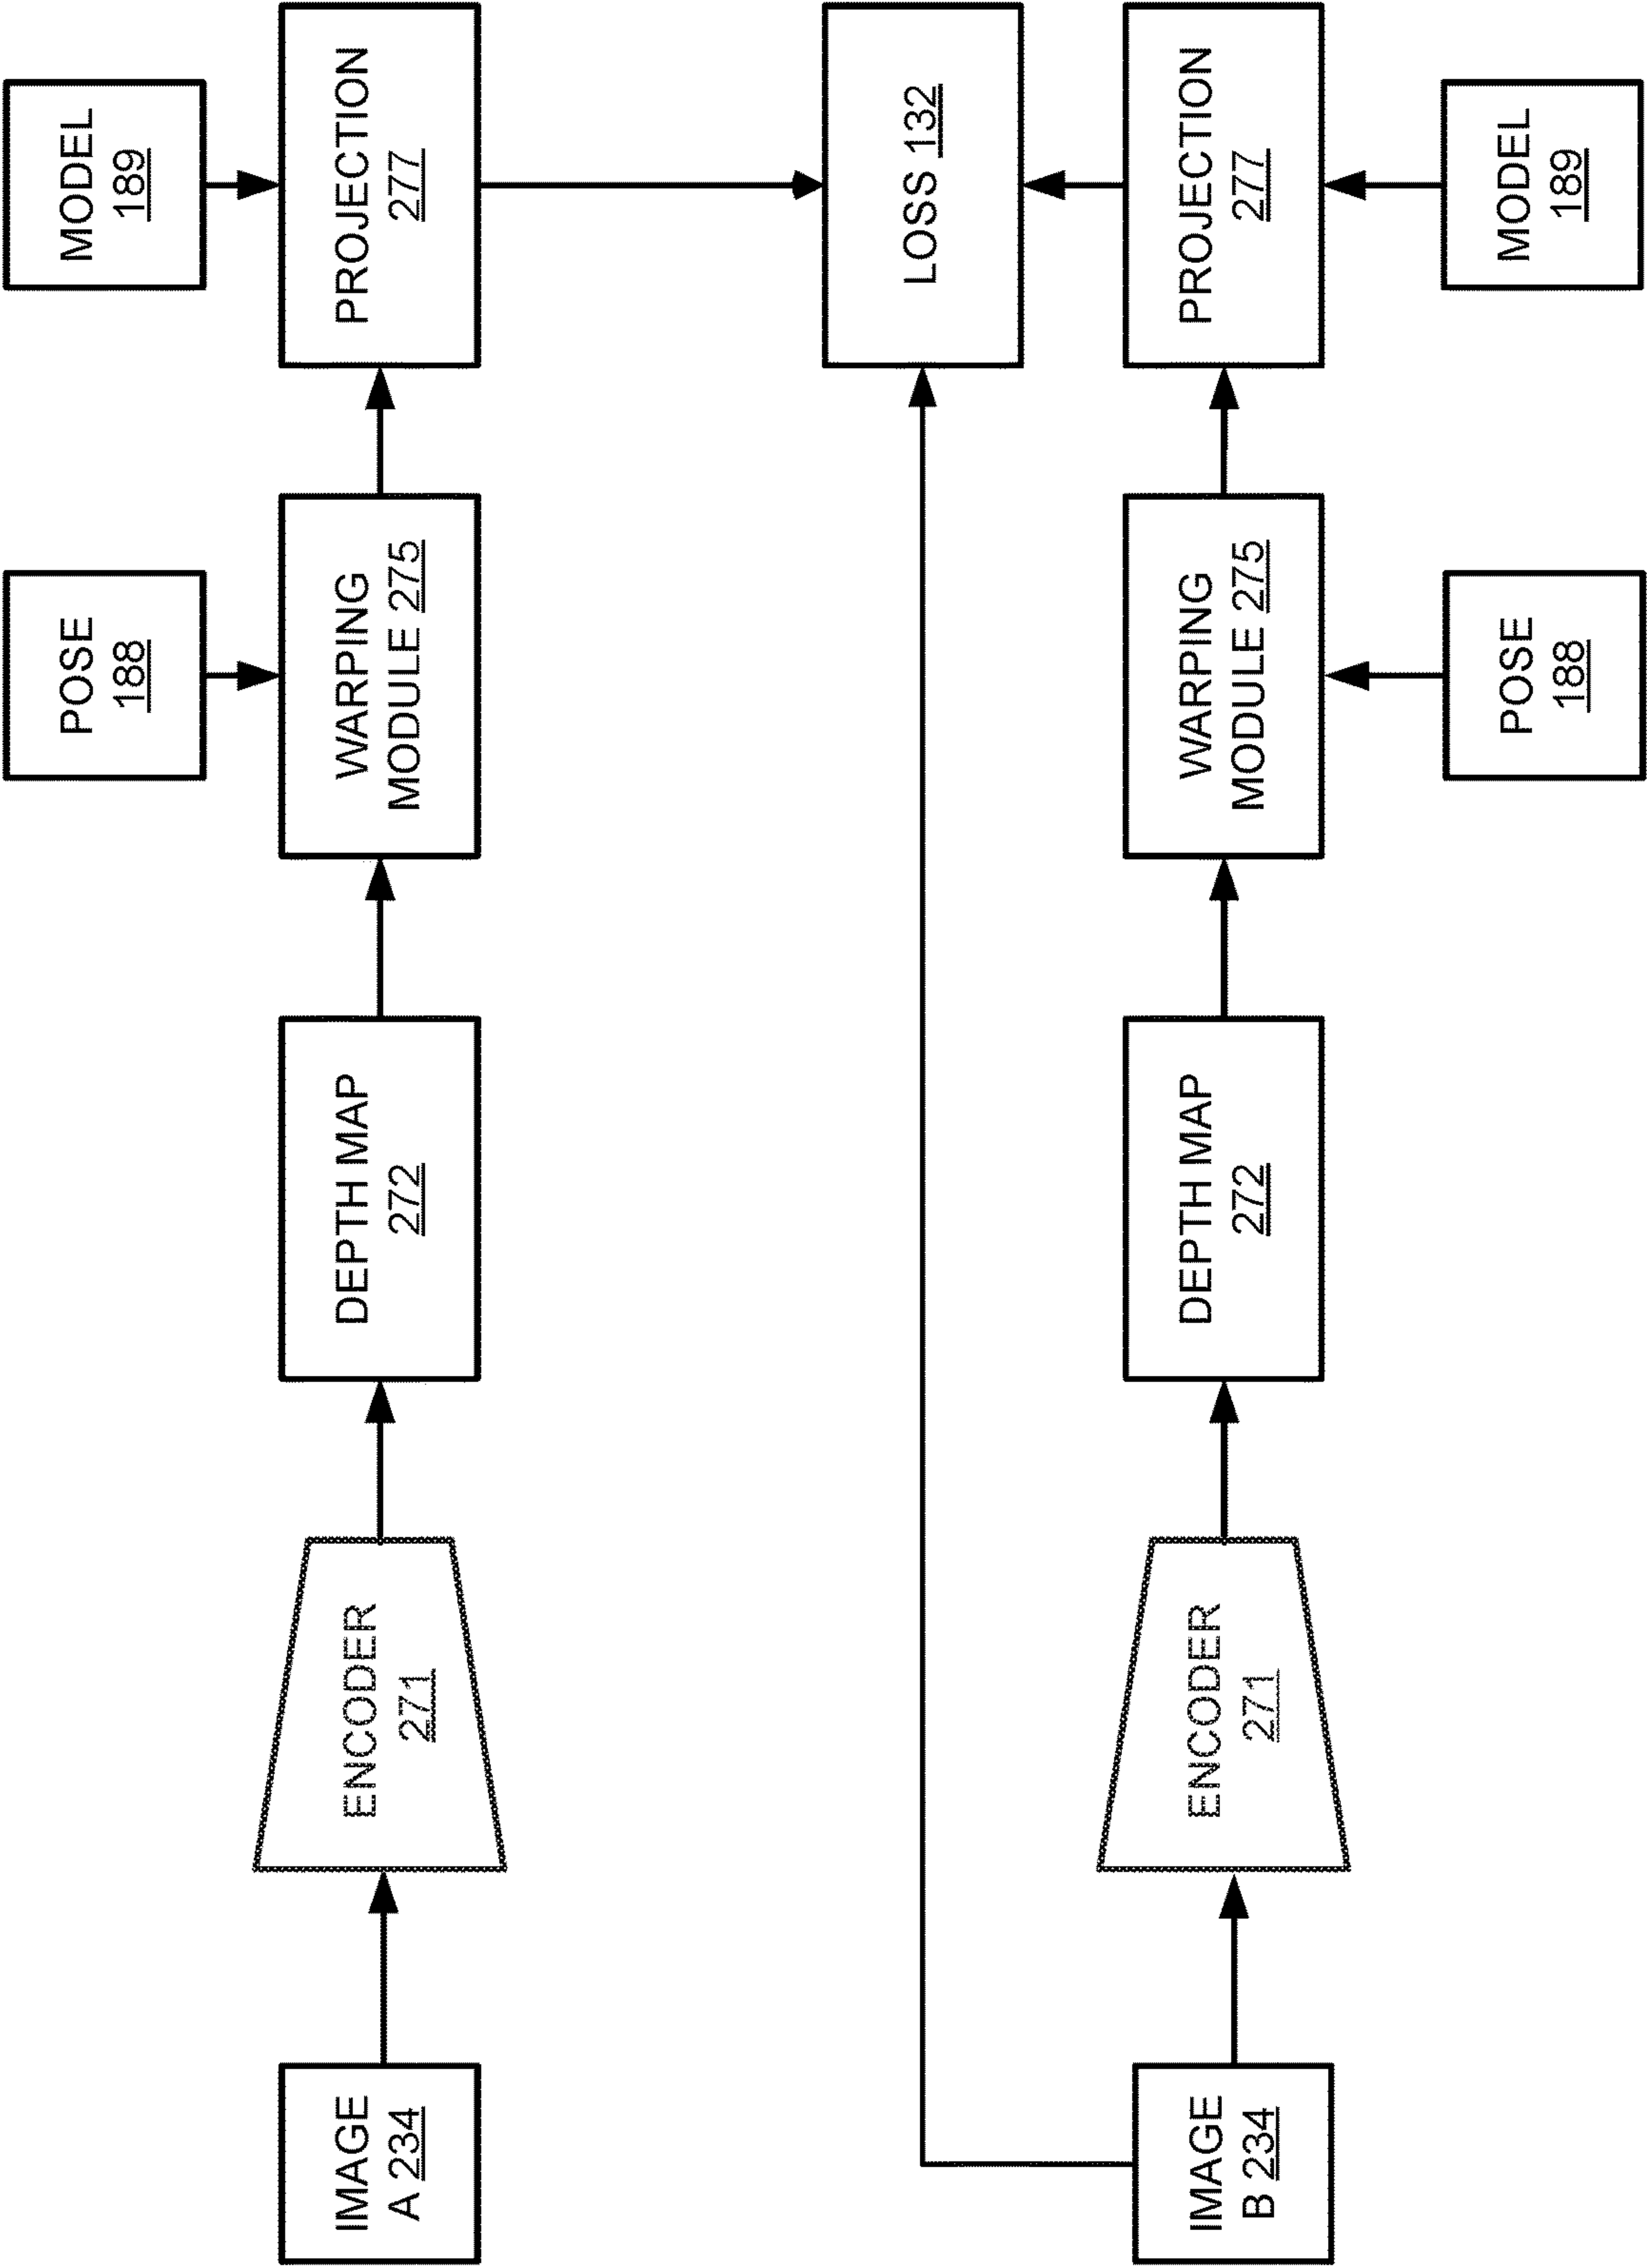 POSE
188
MODEL
189
IMAGE
A 234
ENCODER
271
DEPTH MAP
272
WARPING
MODULE 275
PROJECTION
277
LOSS 132
IMAGE
B 234
ENCODER
271
DEPTH MAP
272
WARPING
MODULE 275
PROJECTION
277
POSE
188
MODEL
189